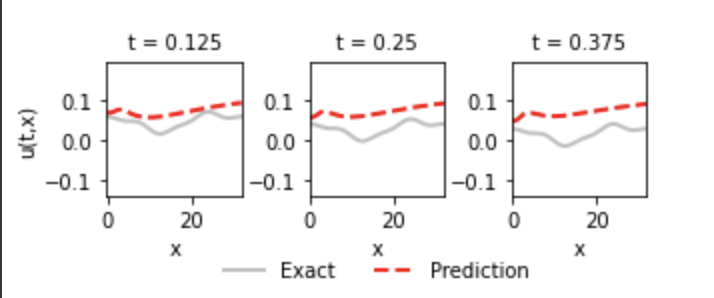 t = 0.125 t = 0.25 t = 0.375
u(t,x)
0.1 0.1 0.1
0.0 0.0 0.0
−0.1 −0.1 −0.1
0 20 0 20 0 20
x x x
Exact Prediction